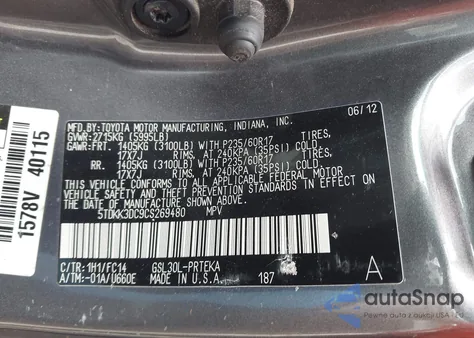 MFD.BY:TOYOTA MOTOR MANUFACTURING, INDIANA, INC. 06/12
GVWR:2715KG (5995LB)
GAWR:FRT. 1405KG (3100LB)WITH P235/60R17 TIRES,
17X7J RIMS, AT 240KPA (35PSI) COLD.
RR. 1405KG (3100LB)WITH P235/60R17 TIRES,
17X7J RIMS, AT 240KPA (35PSI) COLD.
THIS VEHICLE CONFORMS TO ALL APPLICABLE FEDERAL MOTOR
VEHICLE SAFETY AND THEFT PREVENTION STANDARDS IN EFFECT ON
THE DATE OF MANUFACTURE SHOWN ABOVE.
5TDKK3DC9CS269480 MPV
C/TR:1H1/FC14 GSL30L-PRTEKA
A/TM:-01A/U660E MADE IN U.S.A. 187 A
1578V 40115
autoSnap
Powered by AutoBidMaster